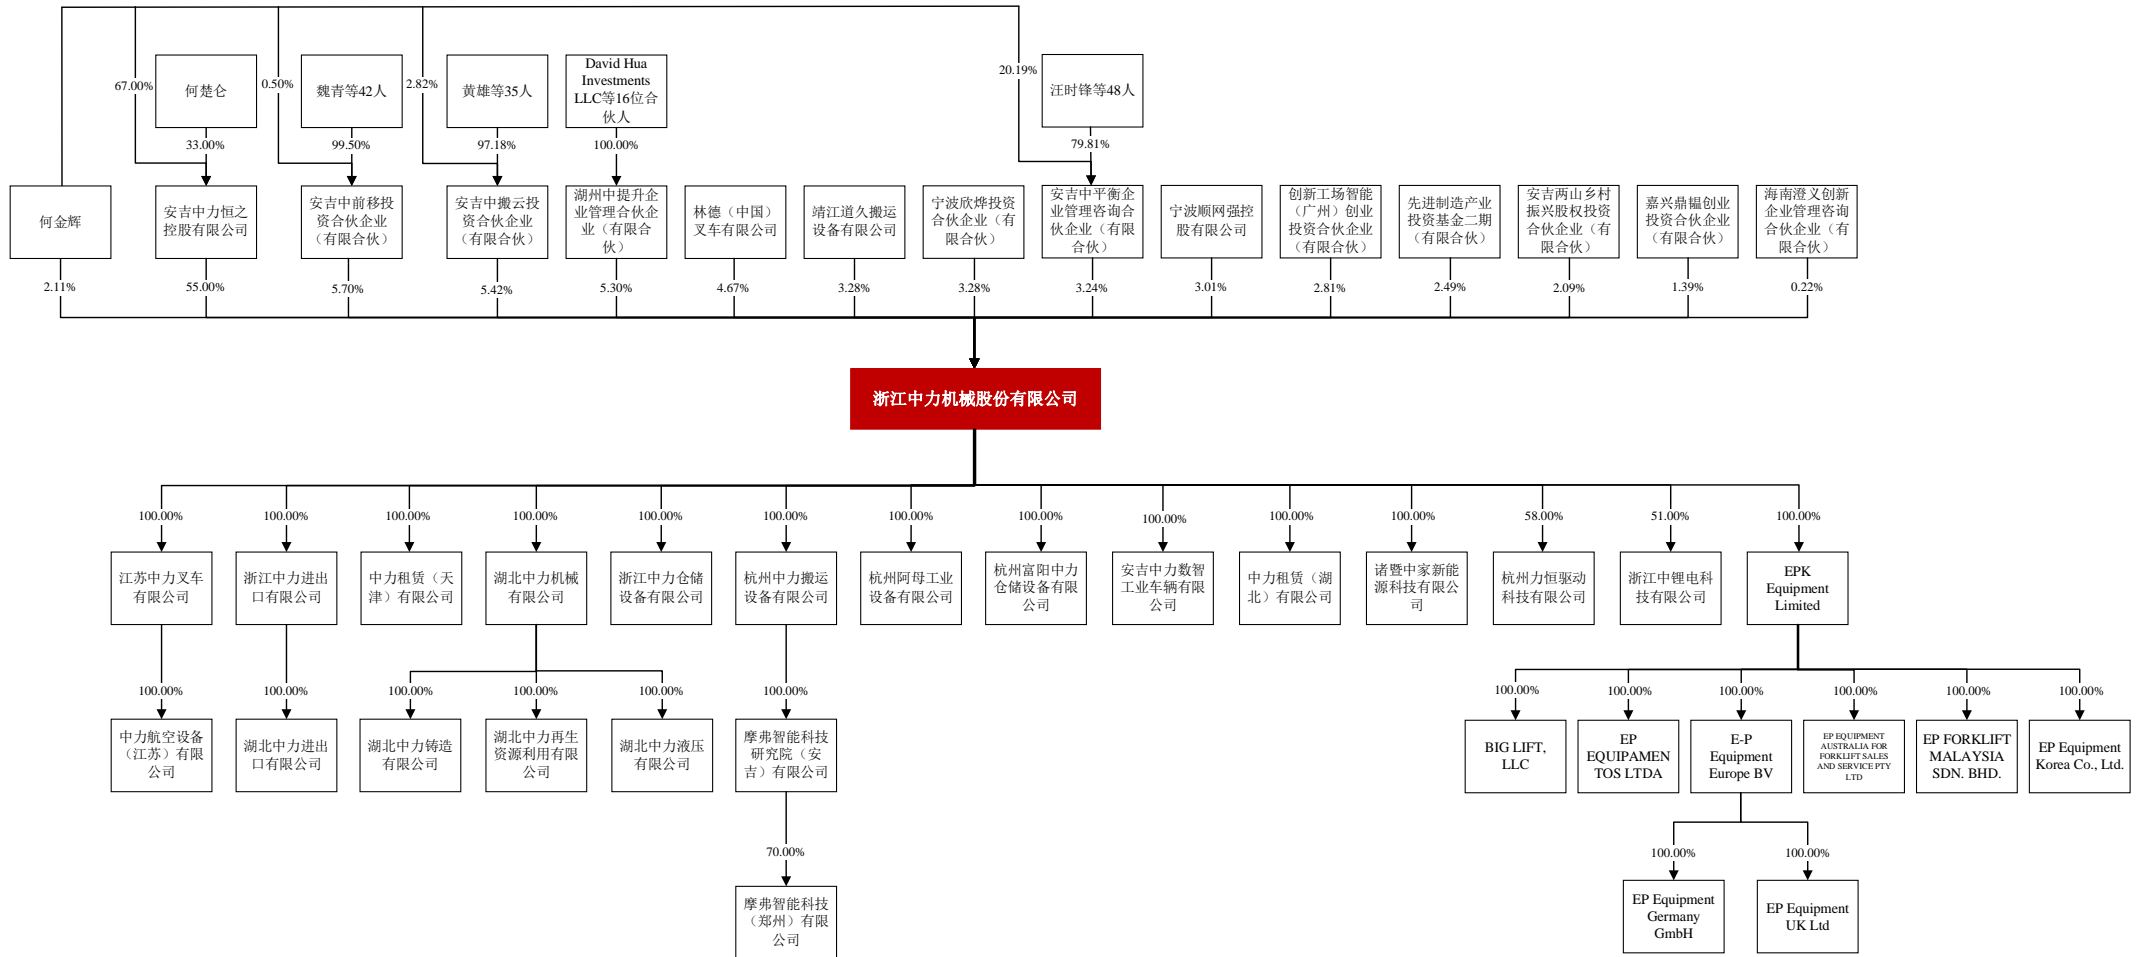 67.00%
何楚仑
0.50%
魏青等42人
2.82%
黄雄等35人
David Hua
Investments
LLC等16位合
伙人
20.19%
汪时锋等48人
33.00%
99.50%
97.18%
100.00%
79.81%
何金辉
安吉中力恒之
控股有限公司
安吉中前移投
资合伙企业
（有限合伙）
安吉中搬云投
资合伙企业
（有限合伙）
湖州中提升企
业管理合伙企
业（有限合
伙）
林德（中国）
叉车有限公司
靖江道久搬运
设备有限公司
宁波欣烨投资
合伙企业（有
限合伙）
安吉中平衡企
业管理咨询合
伙企业（有限
合伙）
宁波顺网强控
股有限公司
创新工场智能
（广州）创业
投资合伙企业
（有限合伙）
先进制造产业
投资基金二期
（有限合伙）
安吉两山乡村
振兴股权投资
合伙企业（有
限合伙）
嘉兴鼎韫创业
投资合伙企业
（有限合伙）
海南澄义创新
企业管理咨询
合伙企业（有
限合伙）
2.11%
55.00%
5.70%
5.42%
5.30%
4.67%
3.28%
3.28%
3.24%
3.01%
2.81%
2.49%
2.09%
1.39%
0.22%
浙江中力机械股份有限公司
100.00%
100.00%
100.00%
100.00%
100.00%
100.00%
100.00%
100.00%
100.00%
100.00%
100.00%
58.00%
51.00%
100.00%
江苏中力叉车
有限公司
浙江中力进出
口有限公司
中力租赁（天
津）有限公司
湖北中力机械
有限公司
浙江中力仓储
设备有限公司
杭州中力搬运
设备有限公司
杭州阿母工业
设备有限公司
杭州富阳中力
仓储设备有限
公司
安吉中力数智
工业车辆有限
公司
中力租赁（湖
北）有限公司
诸暨中家新能
源科技有限公
司
杭州力恒驱动
科技有限公司
浙江中锂电科
技有限公司
EPK
Equipment
Limited
100.00%
100.00%
100.00%
100.00%
100.00%
100.00%
100.00%
100.00%
100.00%
100.00%
100.00%
100.00%
中力航空设备
（江苏）有限
公司
湖北中力进出
口有限公司
湖北中力铸造
有限公司
湖北中力再生
资源利用有限
公司
湖北中力液压
有限公司
摩弗智能科技
研究院（安
吉）有限公司
BIG LIFT,
LLC
EP
EQUIPAMEN
TOS LTDA
E-P
Equipment
Europe BV
EP EQUIPMENT
AUSTRALIA FOR
FORKLIFT SALES
AND SERVICE PTY
LTD
EP FORKLIFT
MALAYSIA
SDN. BHD.
EP Equipment
Korea Co., Ltd.
70.00%
100.00%
100.00%
摩弗智能科技
（郑州）有限
公司
EP Equipment
Germany
GmbH
EP Equipment
UK Ltd